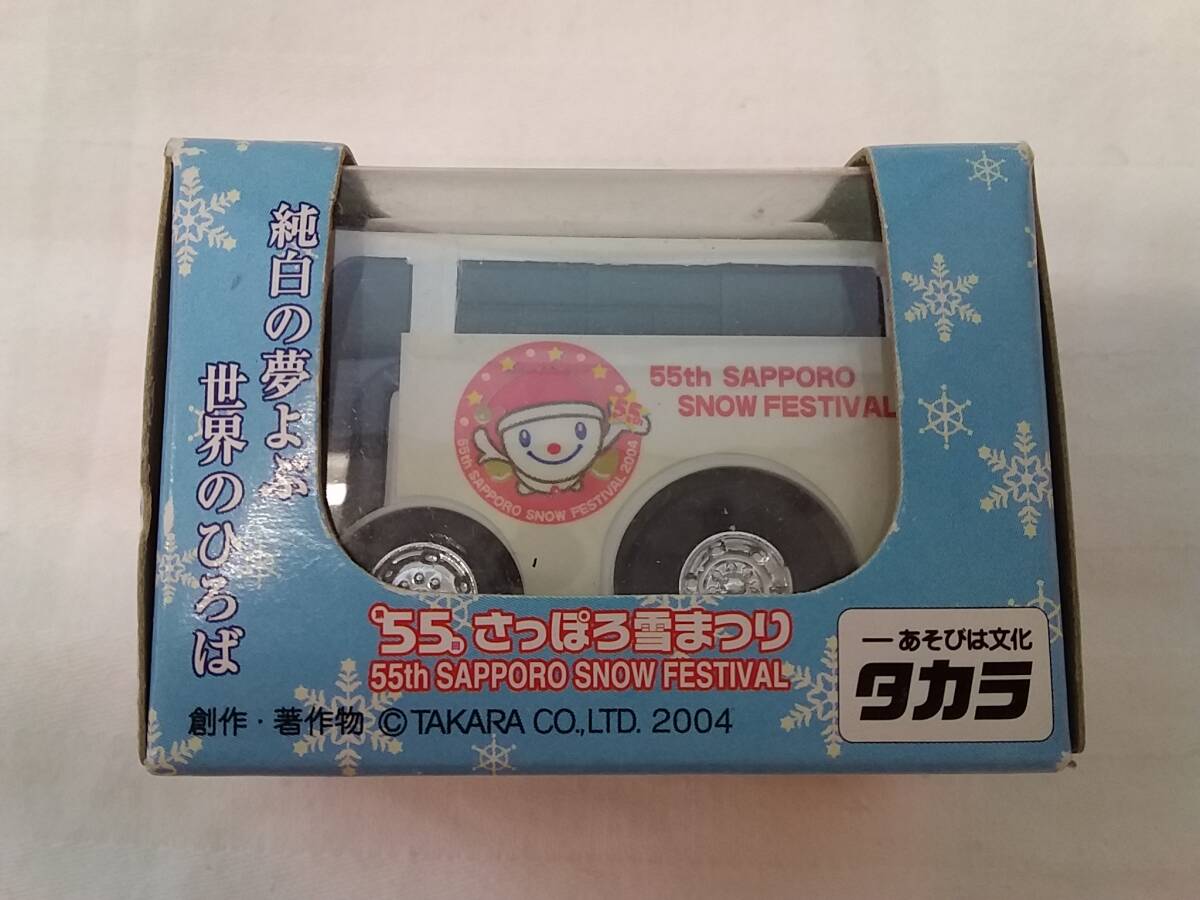 純白の夢よぶ
世界のひろば
55th SAPPORO
SNOW FESTIVAL
55th
55th SAPPORO SNOW FESTIVAL 2004
第55回さっぽろ雪まつり
55th SAPPORO SNOW FESTIVAL
創作・著作物 ©TAKARA CO.,LTD. 2004
ーあそびは文化
タカラ